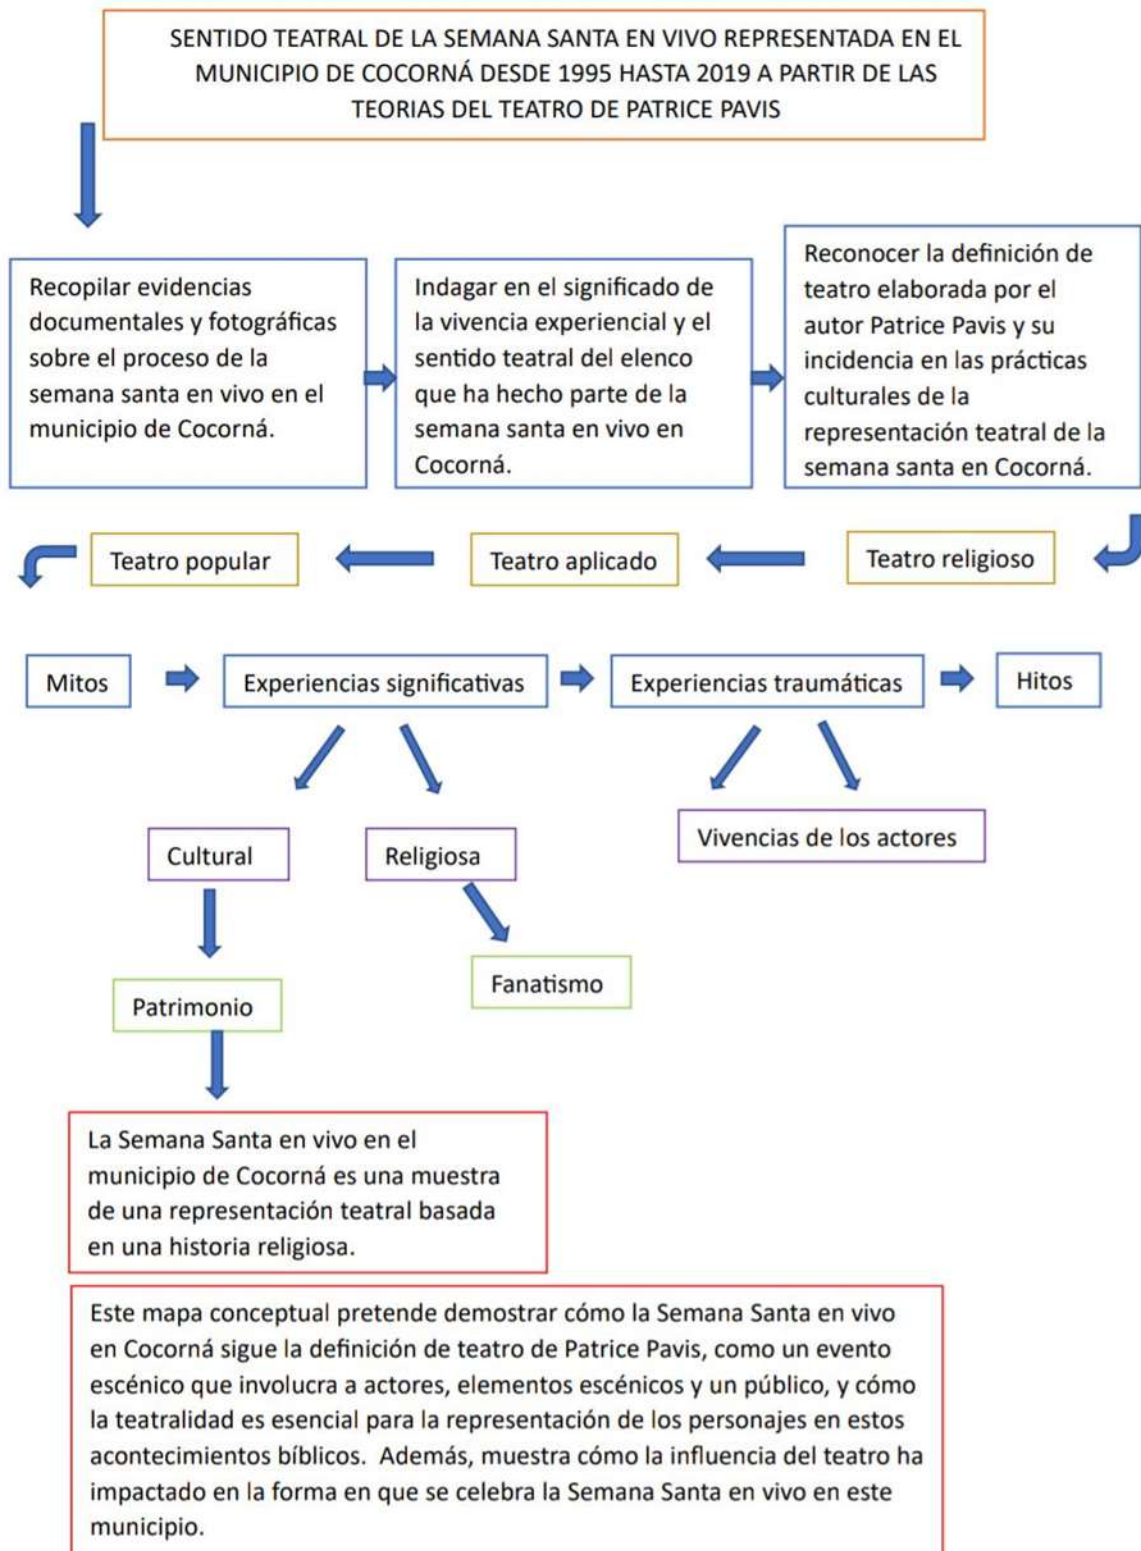 SENTIDO TEATRAL DE LA SEMANA SANTA EN VIVO REPRESENTADA EN EL
MUNICIPIO DE COCORNÁ DESDE 1995 HASTA 2019 A PARTIR DE LAS
TEORIAS DEL TEATRO DE PATRICE PAVIS
Recopilar evidencias
documentales y fotográficas
sobre el proceso de la
semana santa en vivo en el
municipio de Cocorná.
Indagar en el significado de
la vivencia experiencial y el
sentido teatral del elenco
que ha hecho parte de la
semana santa en vivo en
Cocorná.
Reconocer la definición de
teatro elaborada por el
autor Patrice Pavis y su
incidencia en las prácticas
culturales de la
representación teatral de la
semana santa en Cocorná.
Teatro popular
Teatro aplicado
Teatro religioso
Mitos
Experiencias significativas
Experiencias traumáticas
Hitos
Cultural
Religiosa
Vivencias de los actores
Patrimonio
Fanatismo
La Semana Santa en vivo en el
municipio de Cocorná es una muestra
de una representación teatral basada
en una historia religiosa.
Este mapa conceptual pretende demostrar cómo la Semana Santa en vivo
en Cocorná sigue la definición de teatro de Patrice Pavis, como un evento
escénico que involucra a actores, elementos escénicos y un público, y cómo
la teatralidad es esencial para la representación de los personajes en estos
acontecimientos bíblicos. Además, muestra cómo la influencia del teatro ha
impactado en la forma en que se celebra la Semana Santa en vivo en este
municipio.